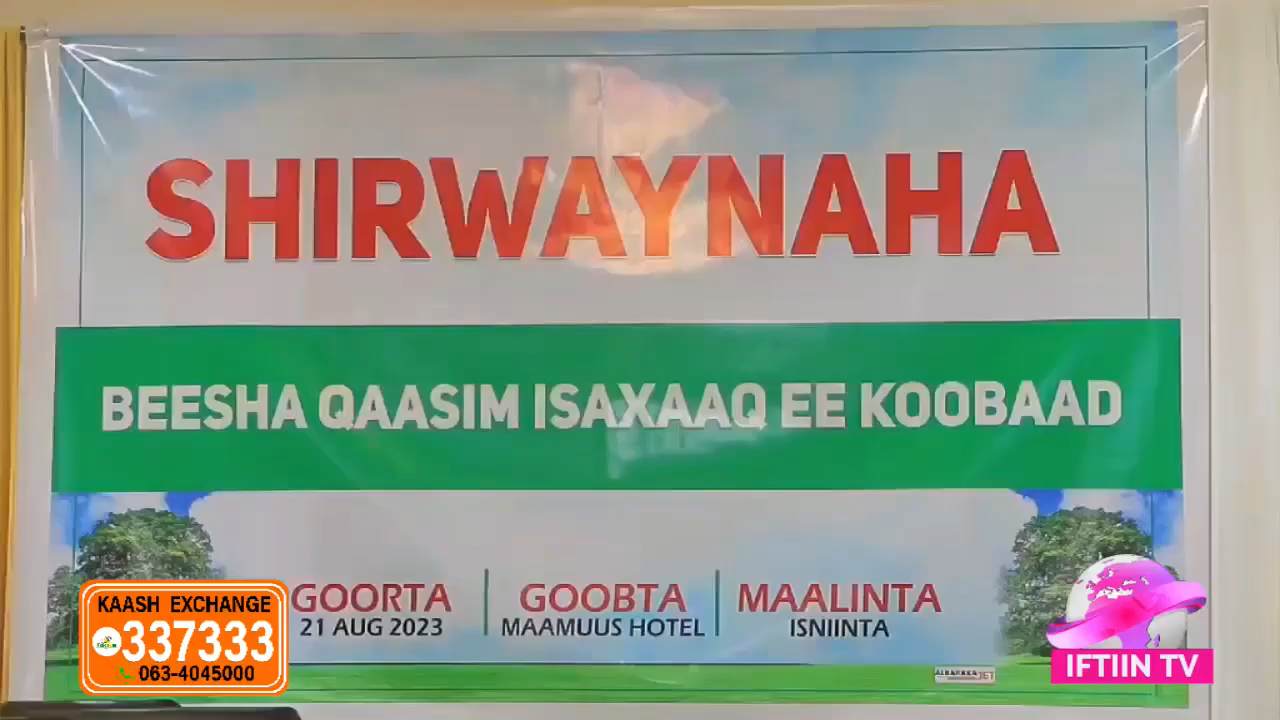 SHIRWAYNAHA
BEESHA QAASIM ISAXAAQ EE KOOBAAD
GOORTA
21 AUG 2023
GOOBTA
MAAMUUS HOTEL
MAALINTA
ISNIINTA
KAASH EXCHANGE
337333
063-4045000
IFTIIN TV